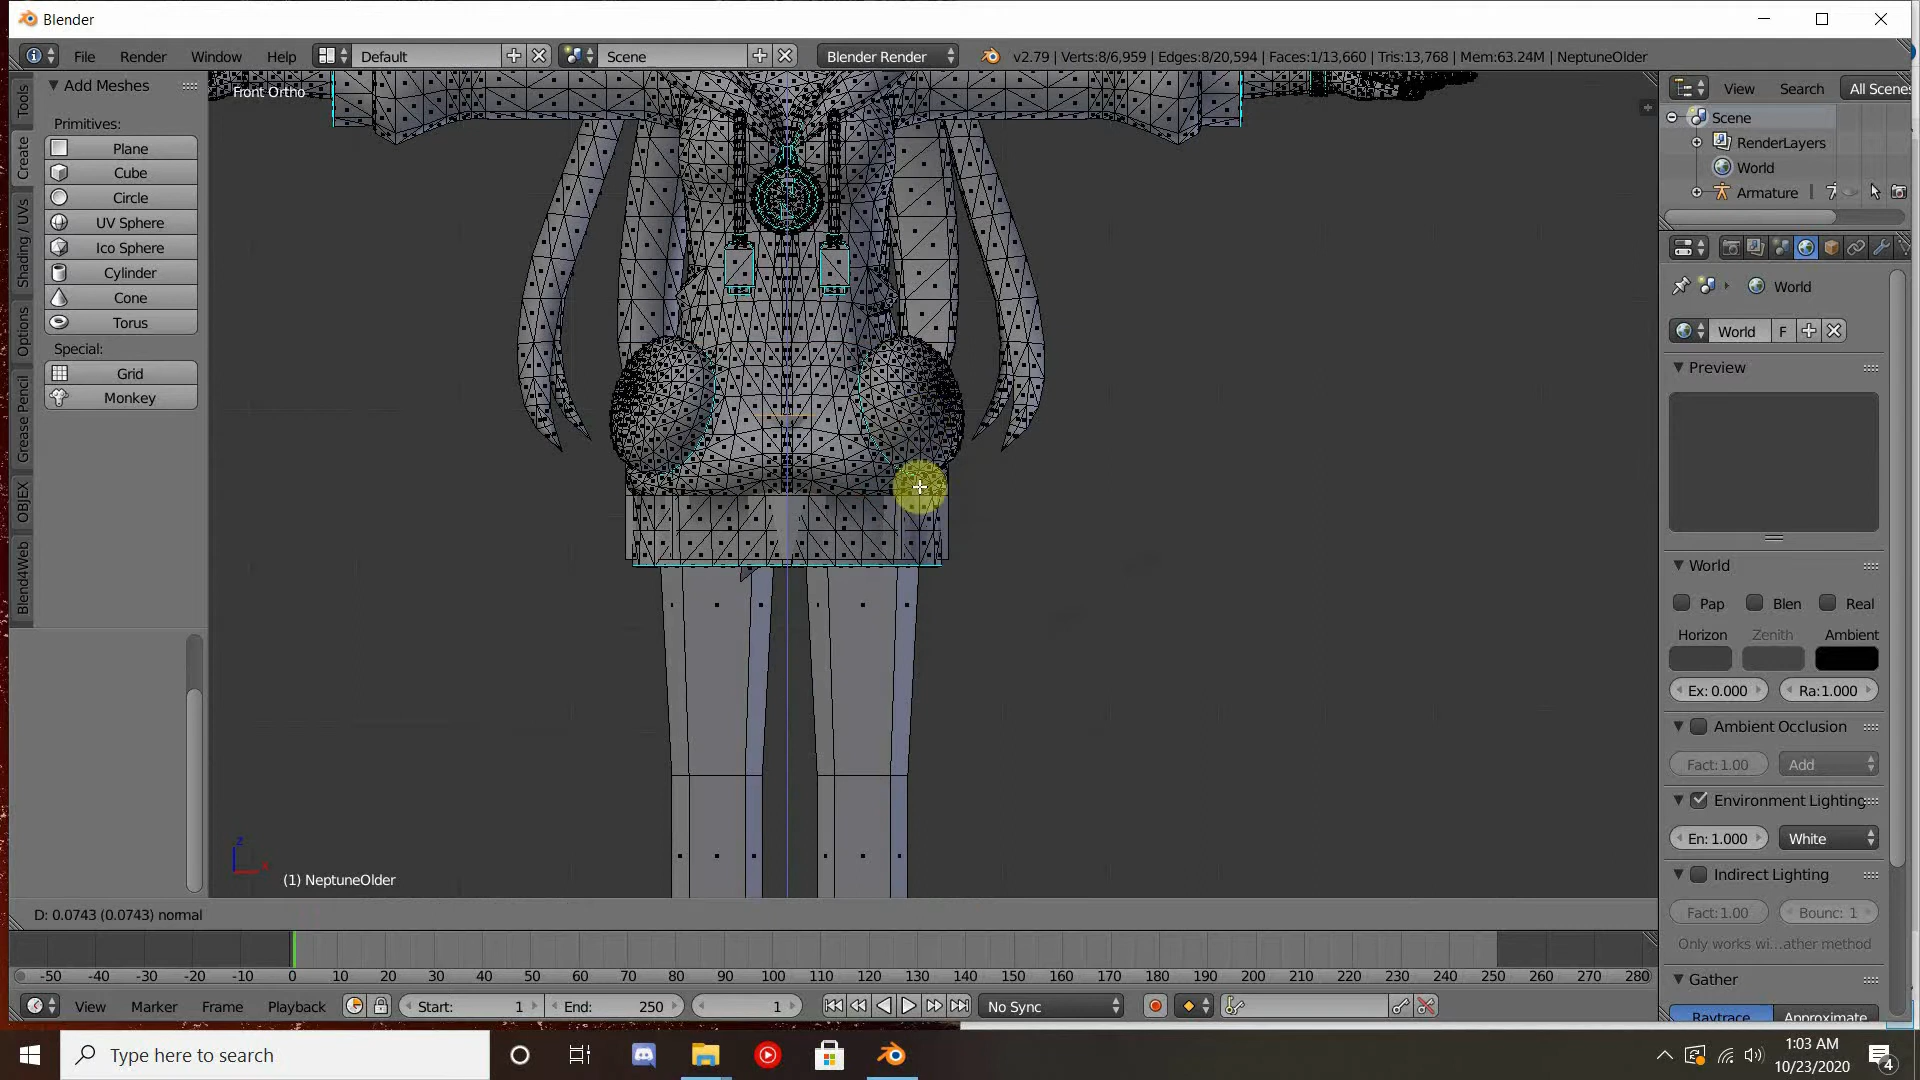 Blender
File Render Window Help Default Scene Blender Render v2.79 | Verts:8/6,959 | Edges:8/20,594 | Faces:1/13,660 | Tris:13,768 | Mem:63.24M | NeptuneOlder
Tools
Create
Shading / UVs
Options
Grease Pencil
OBJEX
Blend4Web
Add Meshes
Primitives:
Plane
Cube
Circle
UV Sphere
Ico Sphere
Cylinder
Cone
Torus
Special:
Grid
Monkey
Front Ortho
z
x
(1) NeptuneOlder
D: 0.0743 (0.0743) normal
View Search All Scenes
Scene
RenderLayers
World
Armature
World
World F
Preview
World
Pap Blen Real
Horizon Zenith Ambient
Ex: 0.000 Ra:1.000
Ambient Occlusion
Fact: 1.00 Add
Environment Lighting
En: 1.000 White
Indirect Lighting
Fact: 1.00 Bounc: 1
Only works wi...ather method
Gather
Raytrace Approximate
-50 -40 -30 -20 -10 0 10 20 30 40 50 60 70 80 90 100 110 120 130 140 150 160 170 180 190 200 210 220 230 240 250 260 270 280
View Marker Frame Playback Start: 1 End: 250 1 No Sync
Type here to search
1:03 AM
10/23/2020
4